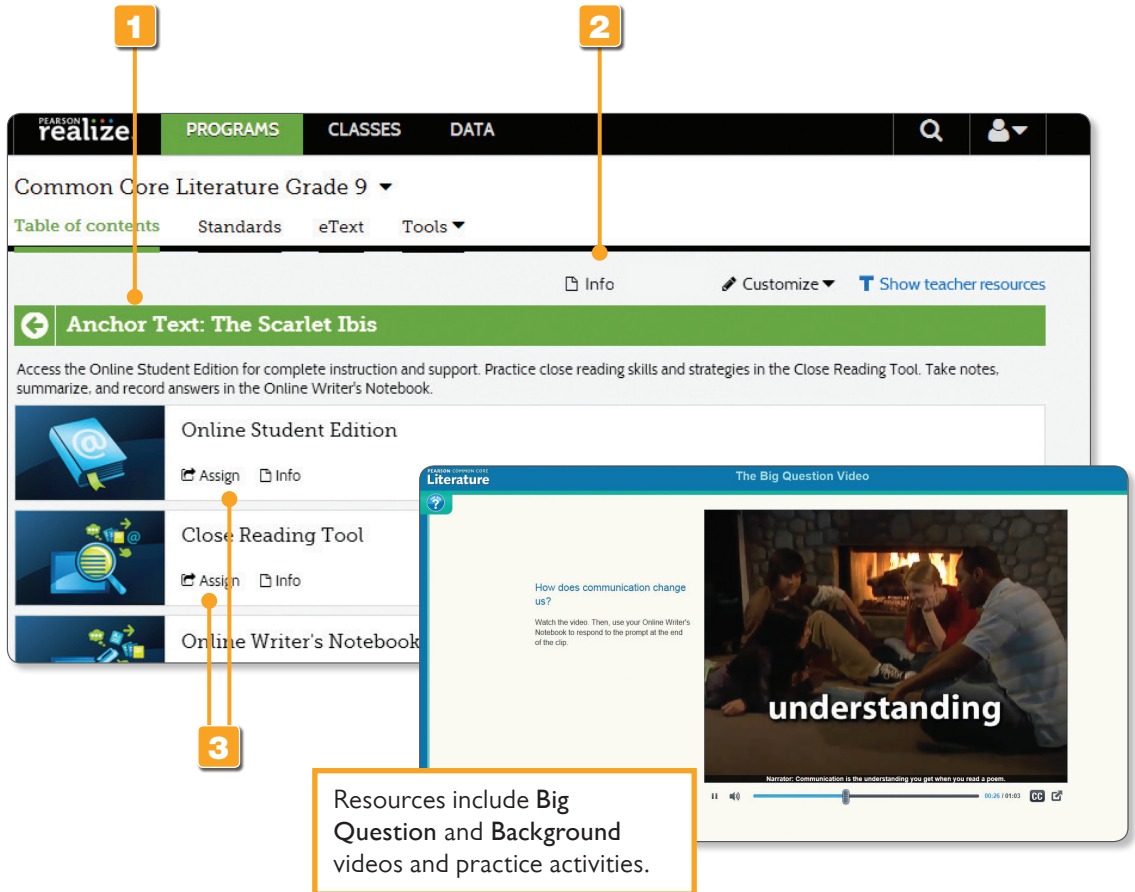 1
2
PEARSON
realize
PROGRAMS
CLASSES
DATA
Common Core Literature Grade 9
Table of contents
Standards
eText
Tools
Info
Customize
T Show teacher resources
Anchor Text: The Scarlet Ibis
Access the Online Student Edition for complete instruction and support. Practice close reading skills and strategies in the Close Reading Tool. Take notes,
summarize, and record answers in the Online Writer's Notebook.
Online Student Edition
Assign
Info
Close Reading Tool
Assign
Info
Online Writer's Notebook
3
PEARSON COMMON CORE
Literature
The Big Question Video
?
How does communication change
us?
Watch the video. Then, use your Online Writer's
Notebook to respond to the prompt at the end
of the clip.
understanding
Narrator: Communication is the understanding you get when you read a poem.
00:26 / 01:03
CC
Resources include Big
Question and Background
videos and practice activities.